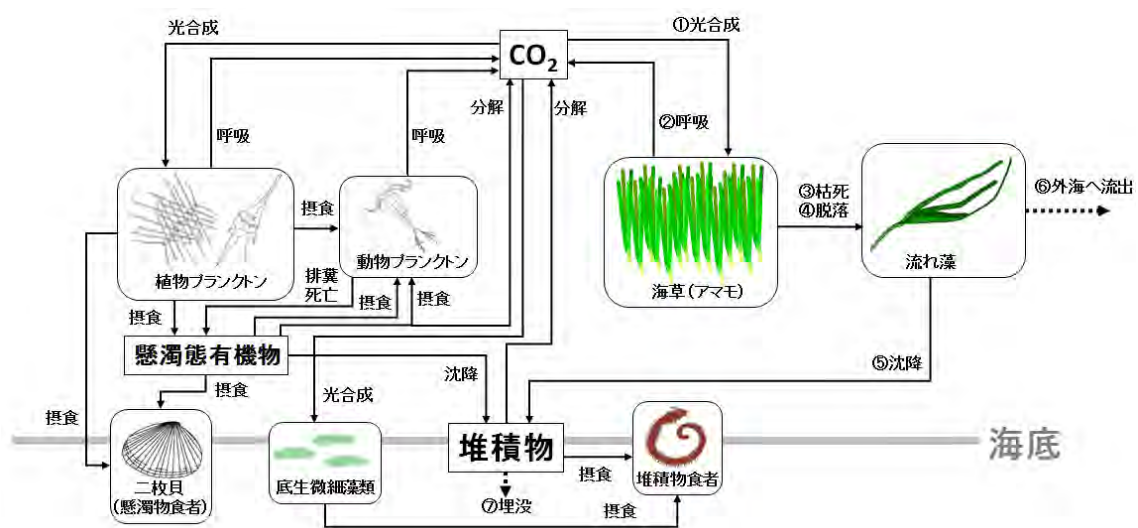 光合成
①光合成
CO₂
分解
分解
呼吸
呼吸
②呼吸
摂食
③枯死
④脱落
⑥外海へ流出
植物プランクトン
動物プランクトン
海草(アマモ)
流れ藻
排糞
死亡
摂食
摂食
摂食
懸濁態有機物
沈降
⑤沈降
摂食
光合成
摂食
堆積物
海底
二枚貝
(懸濁物食者)
底生微細藻類
⑦埋没
摂食
堆積物食者
摂食